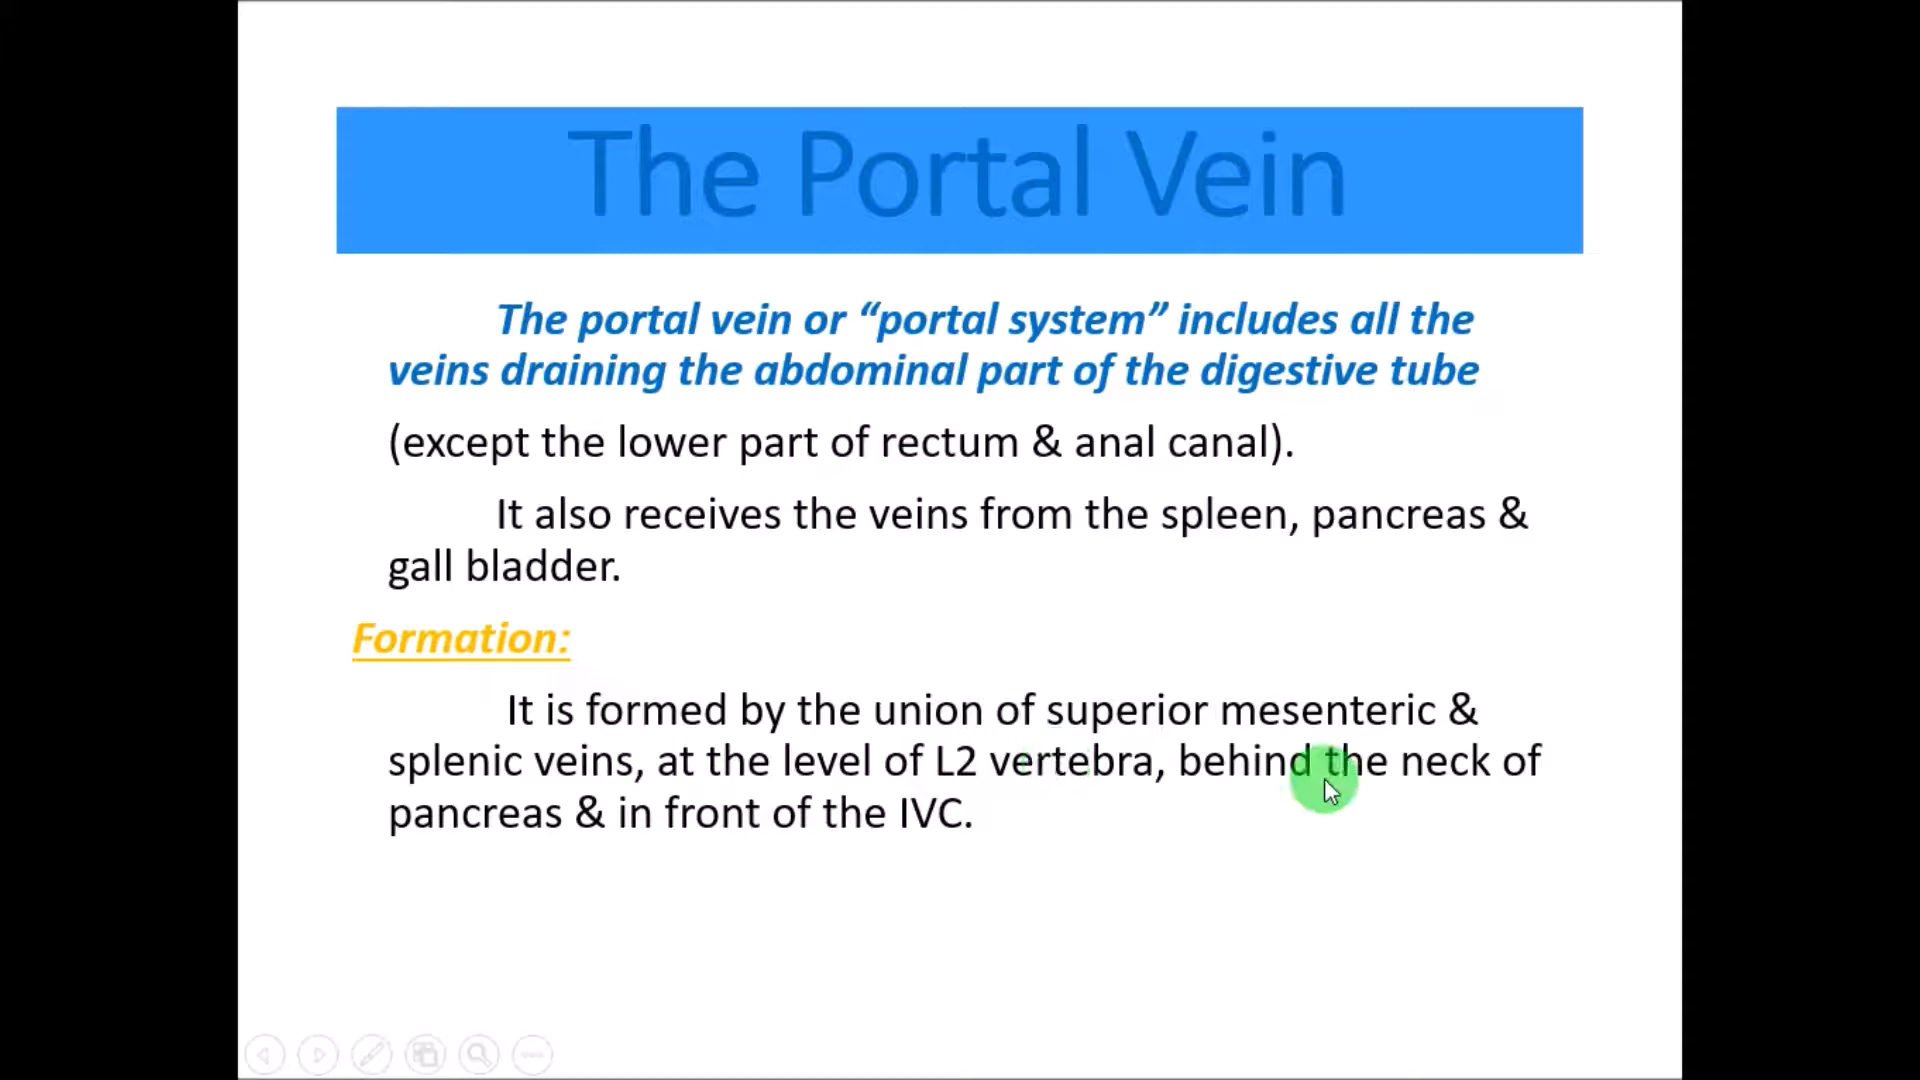 The Portal Vein
The portal vein or “portal system” includes all the
veins draining the abdominal part of the digestive tube
(except the lower part of rectum & anal canal).
It also receives the veins from the spleen, pancreas &
gall bladder.
Formation:
It is formed by the union of superior mesenteric &
splenic veins, at the level of L2 vertebra, behind the neck of
pancreas & in front of the IVC.